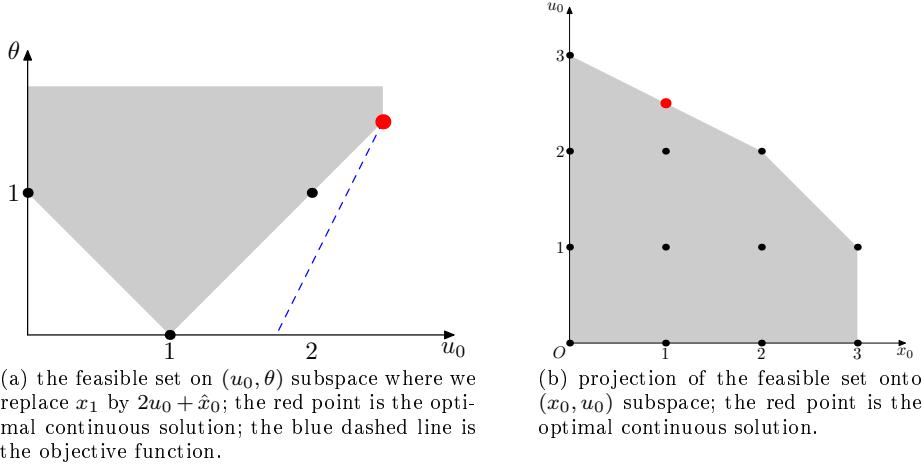 θ
1
1
2
u₀
(a) the feasible set on (u₀, θ) subspace where we
replace x₁ by 2u₀ + x̂₀; the red point is the opti-
mal continuous solution; the blue dashed line is
the objective function.
u₀
3
2
1
O
1
2
3
x₀
(b) projection of the feasible set onto
(x₀, u₀) subspace; the red point is the
optimal continuous solution.